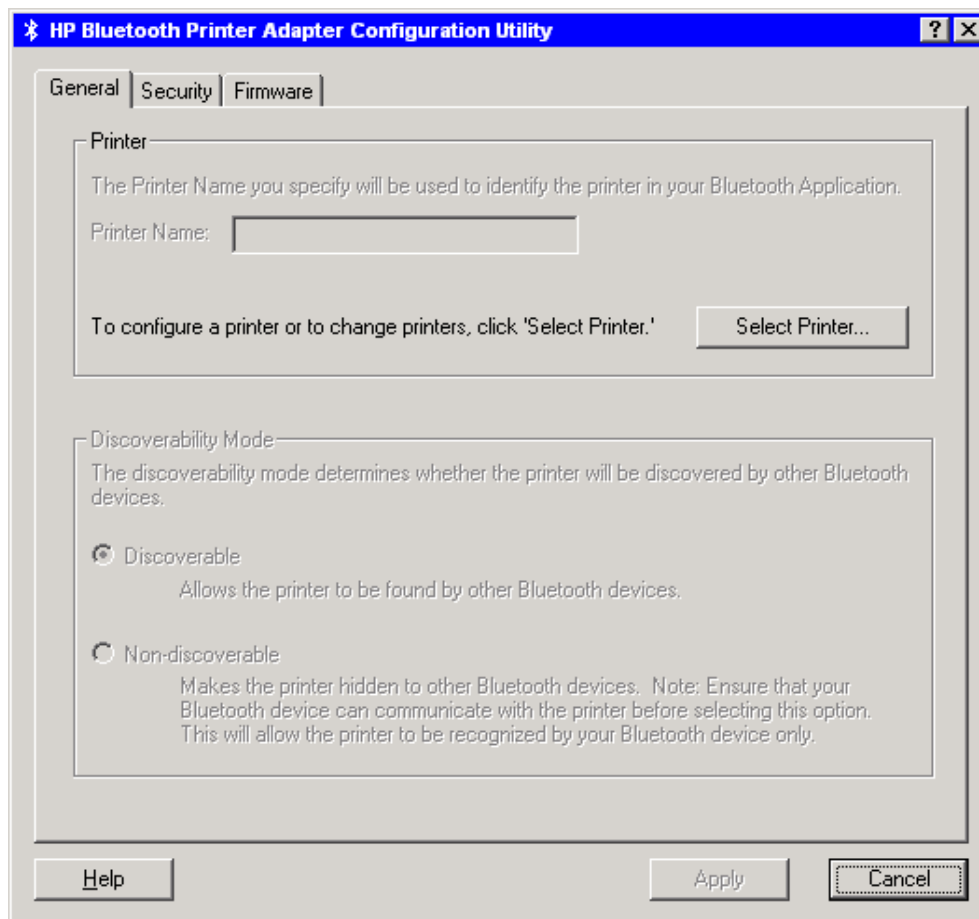 HP Bluetooth Printer Adapter Configuration Utility
General Security Firmware
Printer
The Printer Name you specify will be used to identify the printer in your Bluetooth Application.
Printer Name:
To configure a printer or to change printers, click 'Select Printer.'
Select Printer...
Discoverability Mode
The discoverability mode determines whether the printer will be discovered by other Bluetooth
devices.
Discoverable
Allows the printer to be found by other Bluetooth devices.
Non-discoverable
Makes the printer hidden to other Bluetooth devices.  Note: Ensure that your
Bluetooth device can communicate with the printer before selecting this option.
This will allow the printer to be recognized by your Bluetooth device only.
Help Apply Cancel